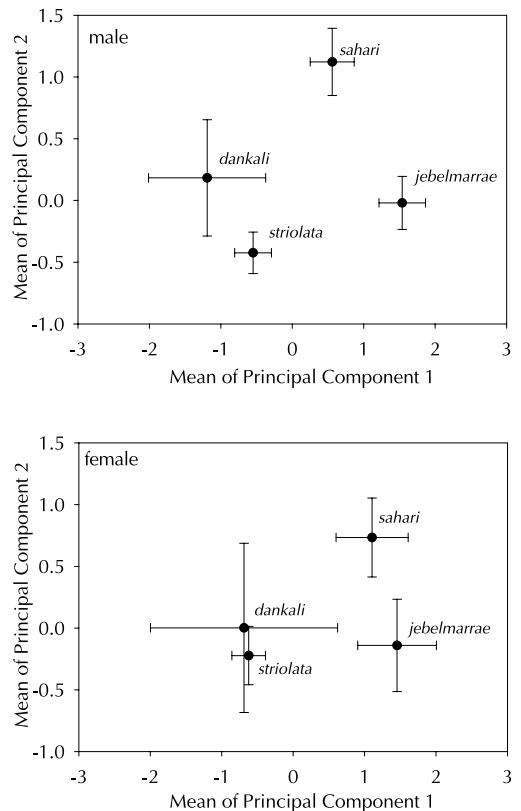 male
sahari
dankali
jebelmarrae
striolata
1.5
1.0
0.5
0.0
-0.5
-1.0
Mean of Principal Component 2
-3
-2
-1
0
1
2
3
Mean of Principal Component 1
female
sahari
dankali
jebelmarrae
striolata
1.5
1.0
0.5
0.0
-0.5
-1.0
Mean of Principal Component 2
-3
-2
-1
0
1
2
3
Mean of Principal Component 1